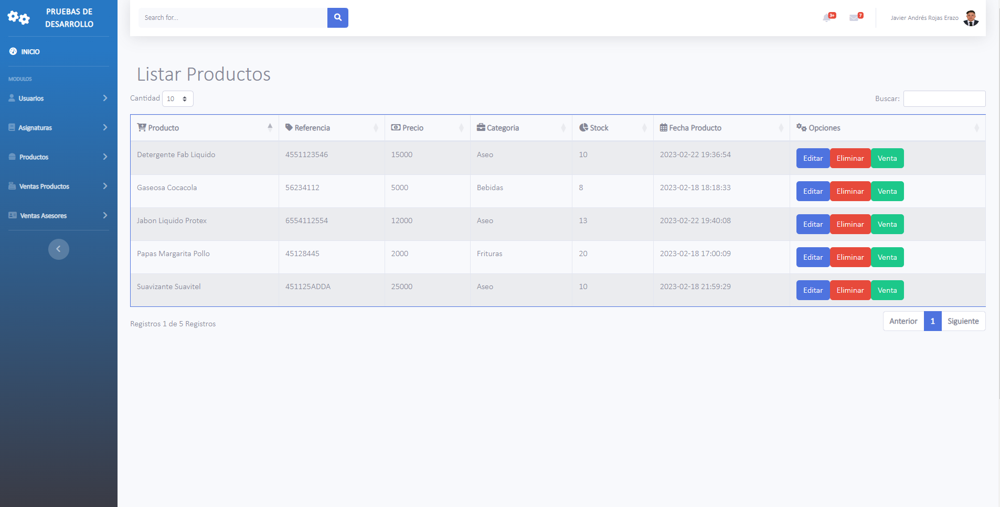 PRUEBAS DE
DESARROLLO
INICIO
MODULOS
Usuarios
Asignaturas
Productos
Ventas Productos
Ventas Asesores
Search for...
3+
7
Javier Andrés Rojas Erazo
Listar Productos
Cantidad 10
Buscar:
Producto Referencia Precio Categoria Stock Fecha Producto Opciones
Detergente Fab Liquido 4551123546 15000 Aseo 10 2023-02-22 19:36:54 Editar Eliminar Venta
Gaseosa Cocacola 56234112 5000 Bebidas 8 2023-02-18 18:18:33 Editar Eliminar Venta
Jabon Liquido Protex 6554112554 12000 Aseo 13 2023-02-22 19:40:08 Editar Eliminar Venta
Papas Margarita Pollo 45128445 2000 Frituras 20 2023-02-18 17:00:09 Editar Eliminar Venta
Suavizante Suavitel 451125ADDA 25000 Aseo 10 2023-02-18 21:59:29 Editar Eliminar Venta
Registros 1 de 5 Registros
Anterior 1 Siguiente